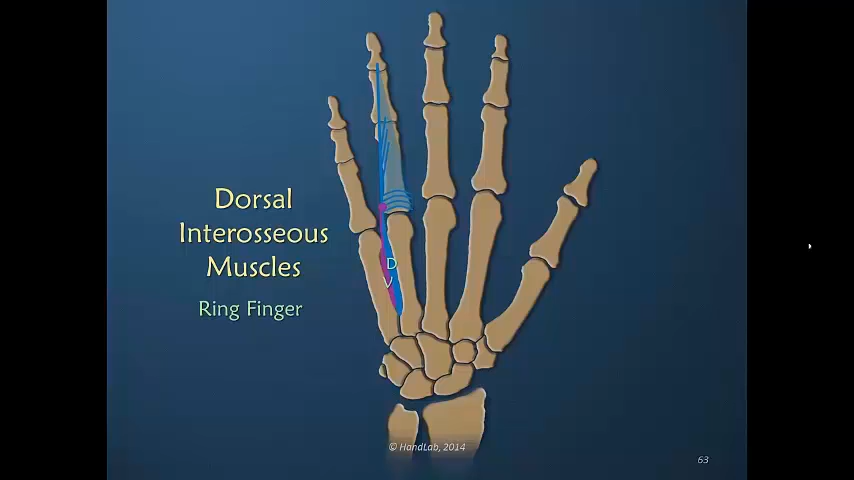 Dorsal
Interosseous
Muscles
Ring Finger
D
V
© HandLab, 2014
63